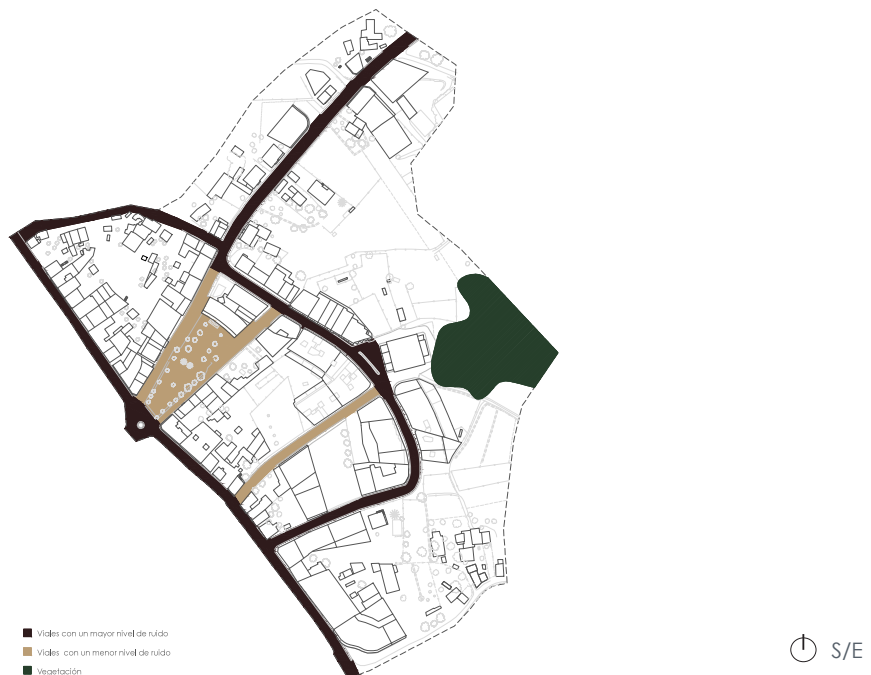 Viales con un mayor nivel de ruido
Viales con un menor nivel de ruido
Vegetación
S/E